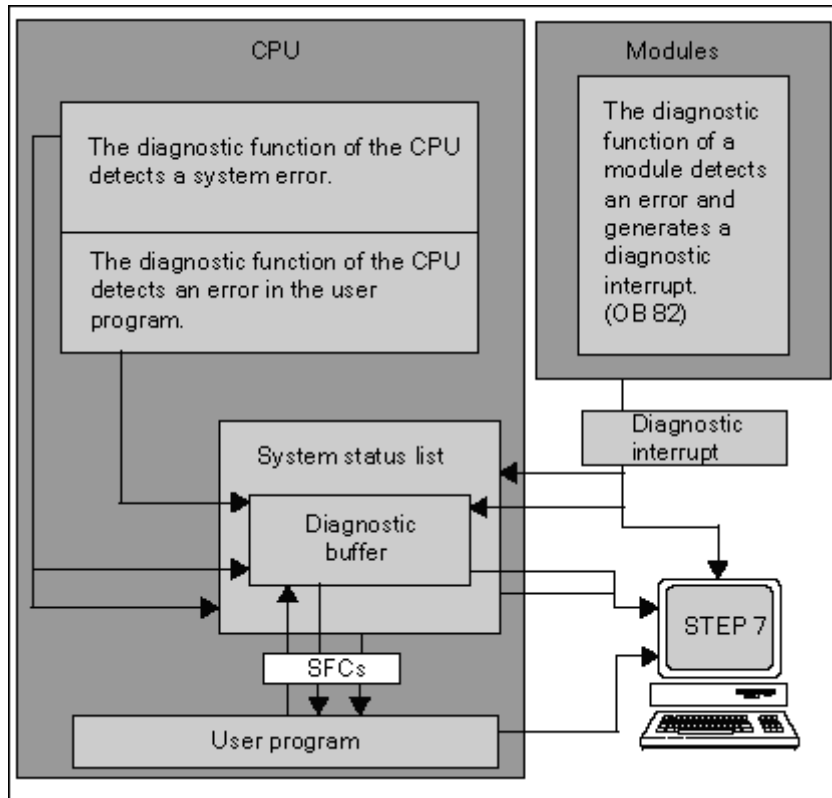 CPU
The diagnostic function of the CPU
detects a system error.
The diagnostic function of the CPU
detects an error in the user
program.
Modules
The diagnostic
function of a
module detects
an error and
generates a
diagnostic
interrupt.
(OB 82)
Diagnostic
interrupt
System status list
Diagnostic
buffer
STEP 7
SFCs
User program